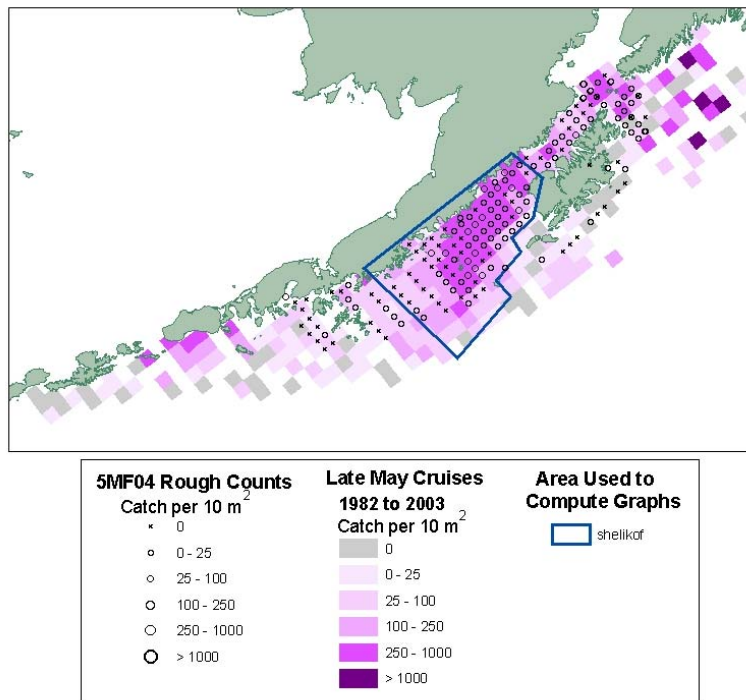 5MF04 Rough Counts
Catch per 10 m²
0
0 - 25
25 - 100
100 - 250
250 - 1000
> 1000
Late May Cruises
1982 to 2003
Catch per 10 m²
0
0 - 25
25 - 100
100 - 250
250 - 1000
> 1000
Area Used to
Compute Graphs
shelikof